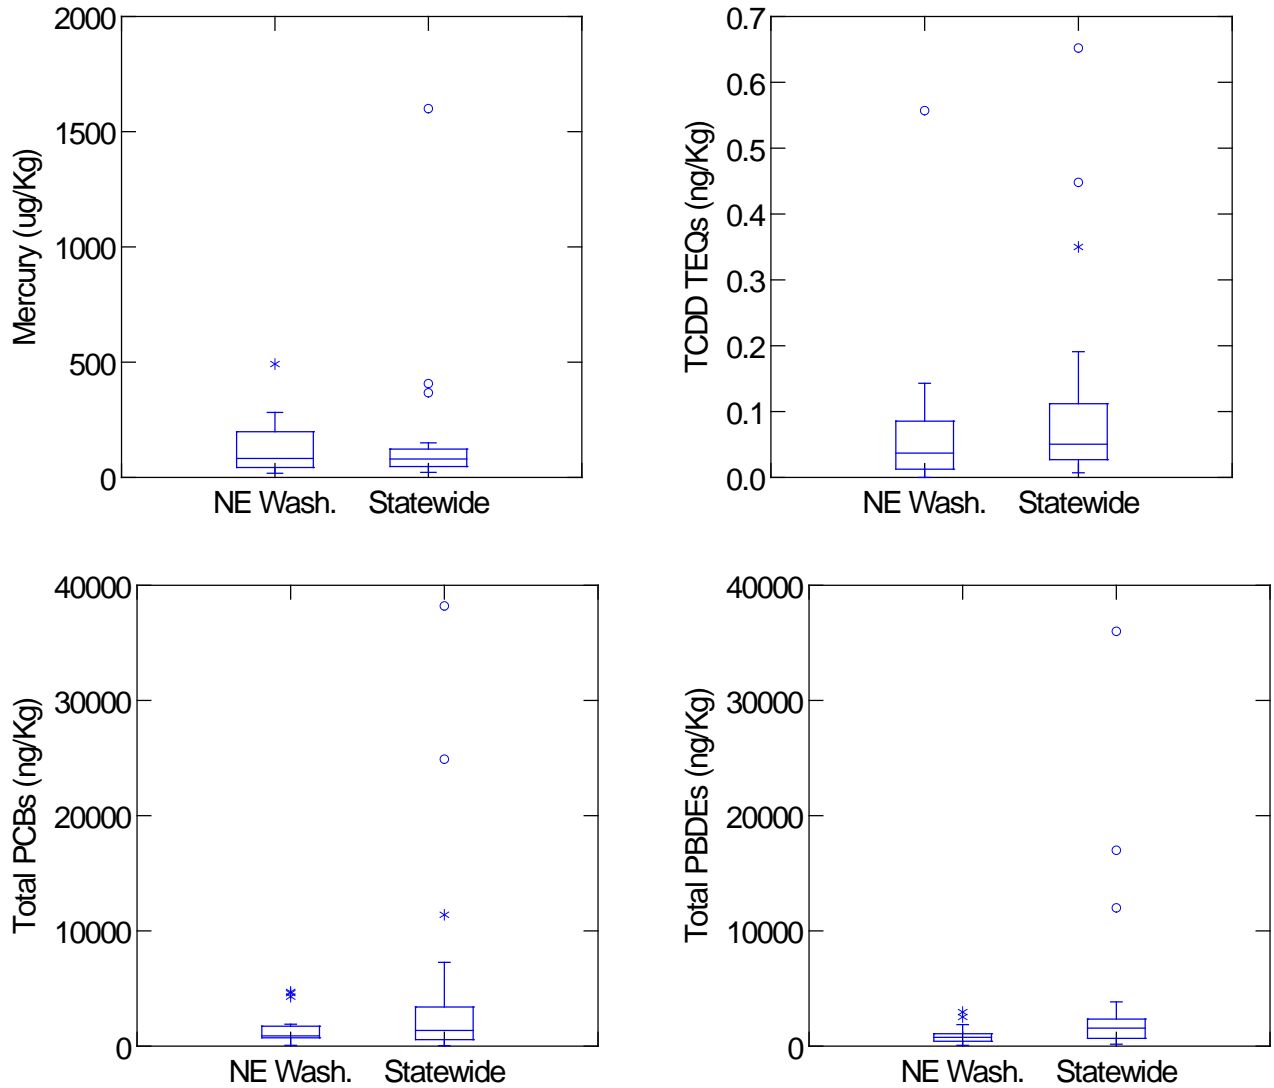 Mercury (ug/Kg)
2000
1500
1000
500
0
NE Wash. Statewide
TCDD TEQs (ng/Kg)
0.7
0.6
0.5
0.4
0.3
0.2
0.1
0.0
NE Wash. Statewide
Total PCBs (ng/Kg)
40000
30000
20000
10000
0
NE Wash. Statewide
Total PBDEs (ng/Kg)
40000
30000
20000
10000
0
NE Wash. Statewide